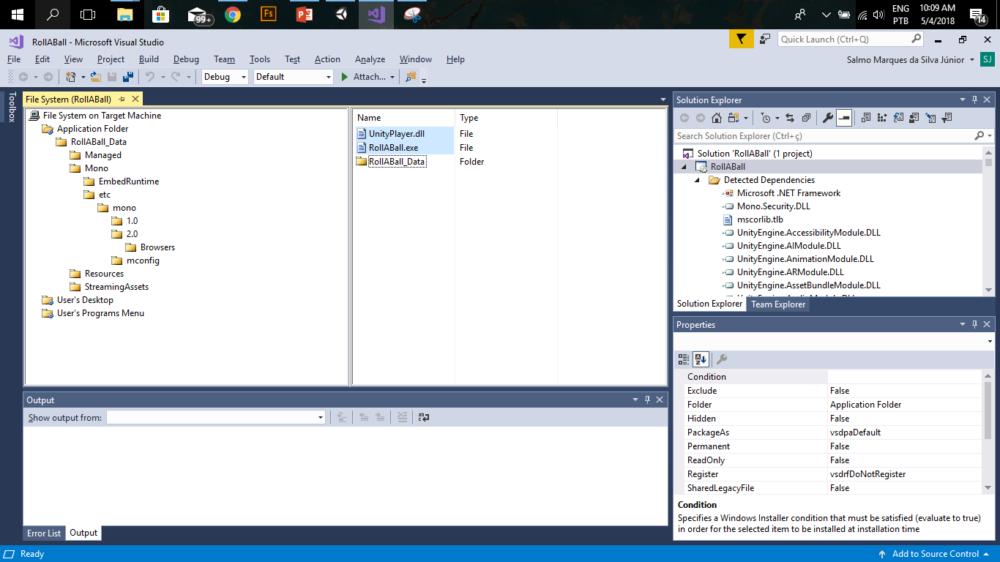 99+
Fs
ENG
PTB
10:09 AM
5/4/2018
14
RollABall - Microsoft Visual Studio
Quick Launch (Ctrl+Q)
File Edit View Project Build Debug Team Tools Test Action Analyze Window Help
Salmo Marques da Silva Júnior
SJ
Debug
Default
Attach...
Toolbox
File System (RollABall)
File System on Target Machine
Application Folder
RollABall_Data
Managed
Mono
EmbedRuntime
etc
mono
1.0
2.0
Browsers
mconfig
Resources
StreamingAssets
User's Desktop
User's Programs Menu
Name Type
UnityPlayer.dll File
RollABall.exe File
RollABall_Data Folder
Solution Explorer
Search Solution Explorer (Ctrl+ç)
Solution 'RollABall' (1 project)
RollABall
Detected Dependencies
Microsoft .NET Framework
Mono.Security.DLL
mscorlib.tlb
UnityEngine.AccessibilityModule.DLL
UnityEngine.AIModule.DLL
UnityEngine.AnimationModule.DLL
UnityEngine.ARModule.DLL
UnityEngine.AssetBundleModule.DLL
Solution Explorer Team Explorer
Properties
Condition
Exclude False
Folder Application Folder
Hidden False
PackageAs vsdpaDefault
Permanent False
ReadOnly False
Register vsdrfDoNotRegister
SharedLegacyFile False
Condition
Specifies a Windows Installer condition that must be satisfied (evaluate to true)
in order for the selected item to be installed at installation time
Output
Show output from:
Error List Output
Ready
Add to Source Control